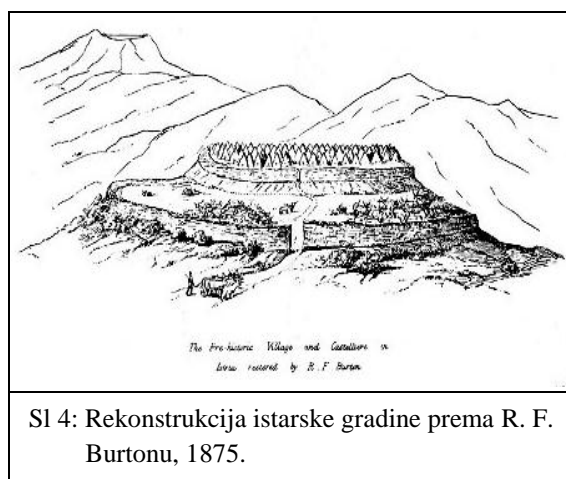 The Pre-historic Village and Castelliere in
Istria restored by R. F. Burton
Sl 4: Rekonstrukcija istarske gradine prema R. F.
Burtonu, 1875.